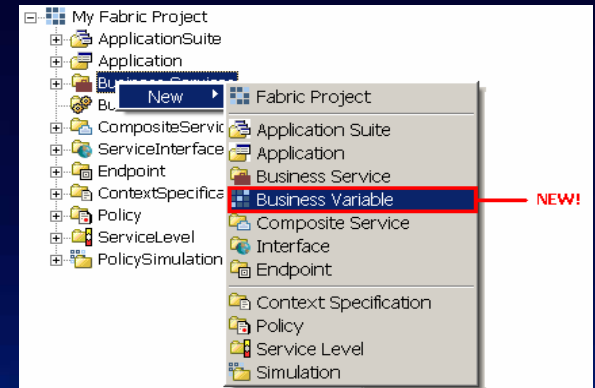 My Fabric Project
ApplicationSuite
Application
New
Fabric Project
CompositeServic
Application Suite
ServiceInterface
Application
Endpoint
Business Service
ContextSpecifica
Business Variable
NEW!
Policy
Composite Service
ServiceLevel
Interface
PolicySimulation
Endpoint
Context Specification
Policy
Service Level
Simulation